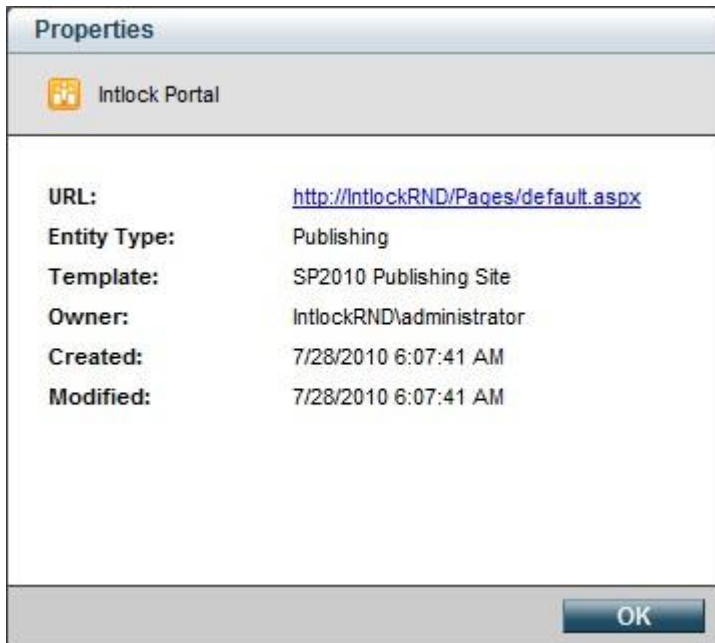 Properties
Intlock Portal
URL: http://IntlockRND/Pages/default.aspx
Entity Type: Publishing
Template: SP2010 Publishing Site
Owner: IntlockRND\administrator
Created: 7/28/2010 6:07:41 AM
Modified: 7/28/2010 6:07:41 AM
OK